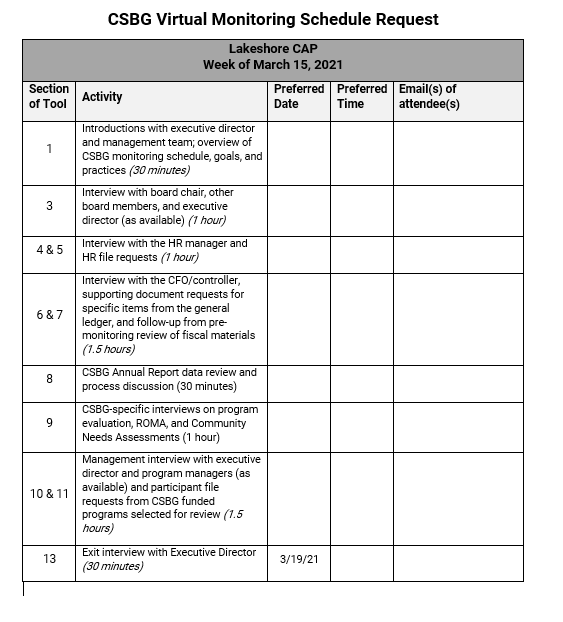 CSBG Virtual Monitoring Schedule Request
Lakeshore CAP
Week of March 15, 2021
Section of Tool
Activity
Preferred Date
Preferred Time
Email(s) of attendee(s)
1
Introductions with executive director
and management team; overview of
CSBG monitoring schedule, goals, and
practices (30 minutes)
3
Interview with board chair, other
board members, and executive
director (as available) (1 hour)
4 & 5
Interview with the HR manager and
HR file requests (1 hour)
6 & 7
Interview with the CFO/controller,
supporting document requests for
specific items from the general
ledger, and follow-up from pre-
monitoring review of fiscal materials
(1.5 hours)
8
CSBG Annual Report data review and
process discussion (30 minutes)
9
CSBG-specific interviews on program
evaluation, ROMA, and Community
Needs Assessments (1 hour)
10 & 11
Management interview with executive
director and program managers (as
available) and participant file
requests from CSBG funded
programs selected for review (1.5
hours)
13
Exit interview with Executive Director
(30 minutes)
3/19/21